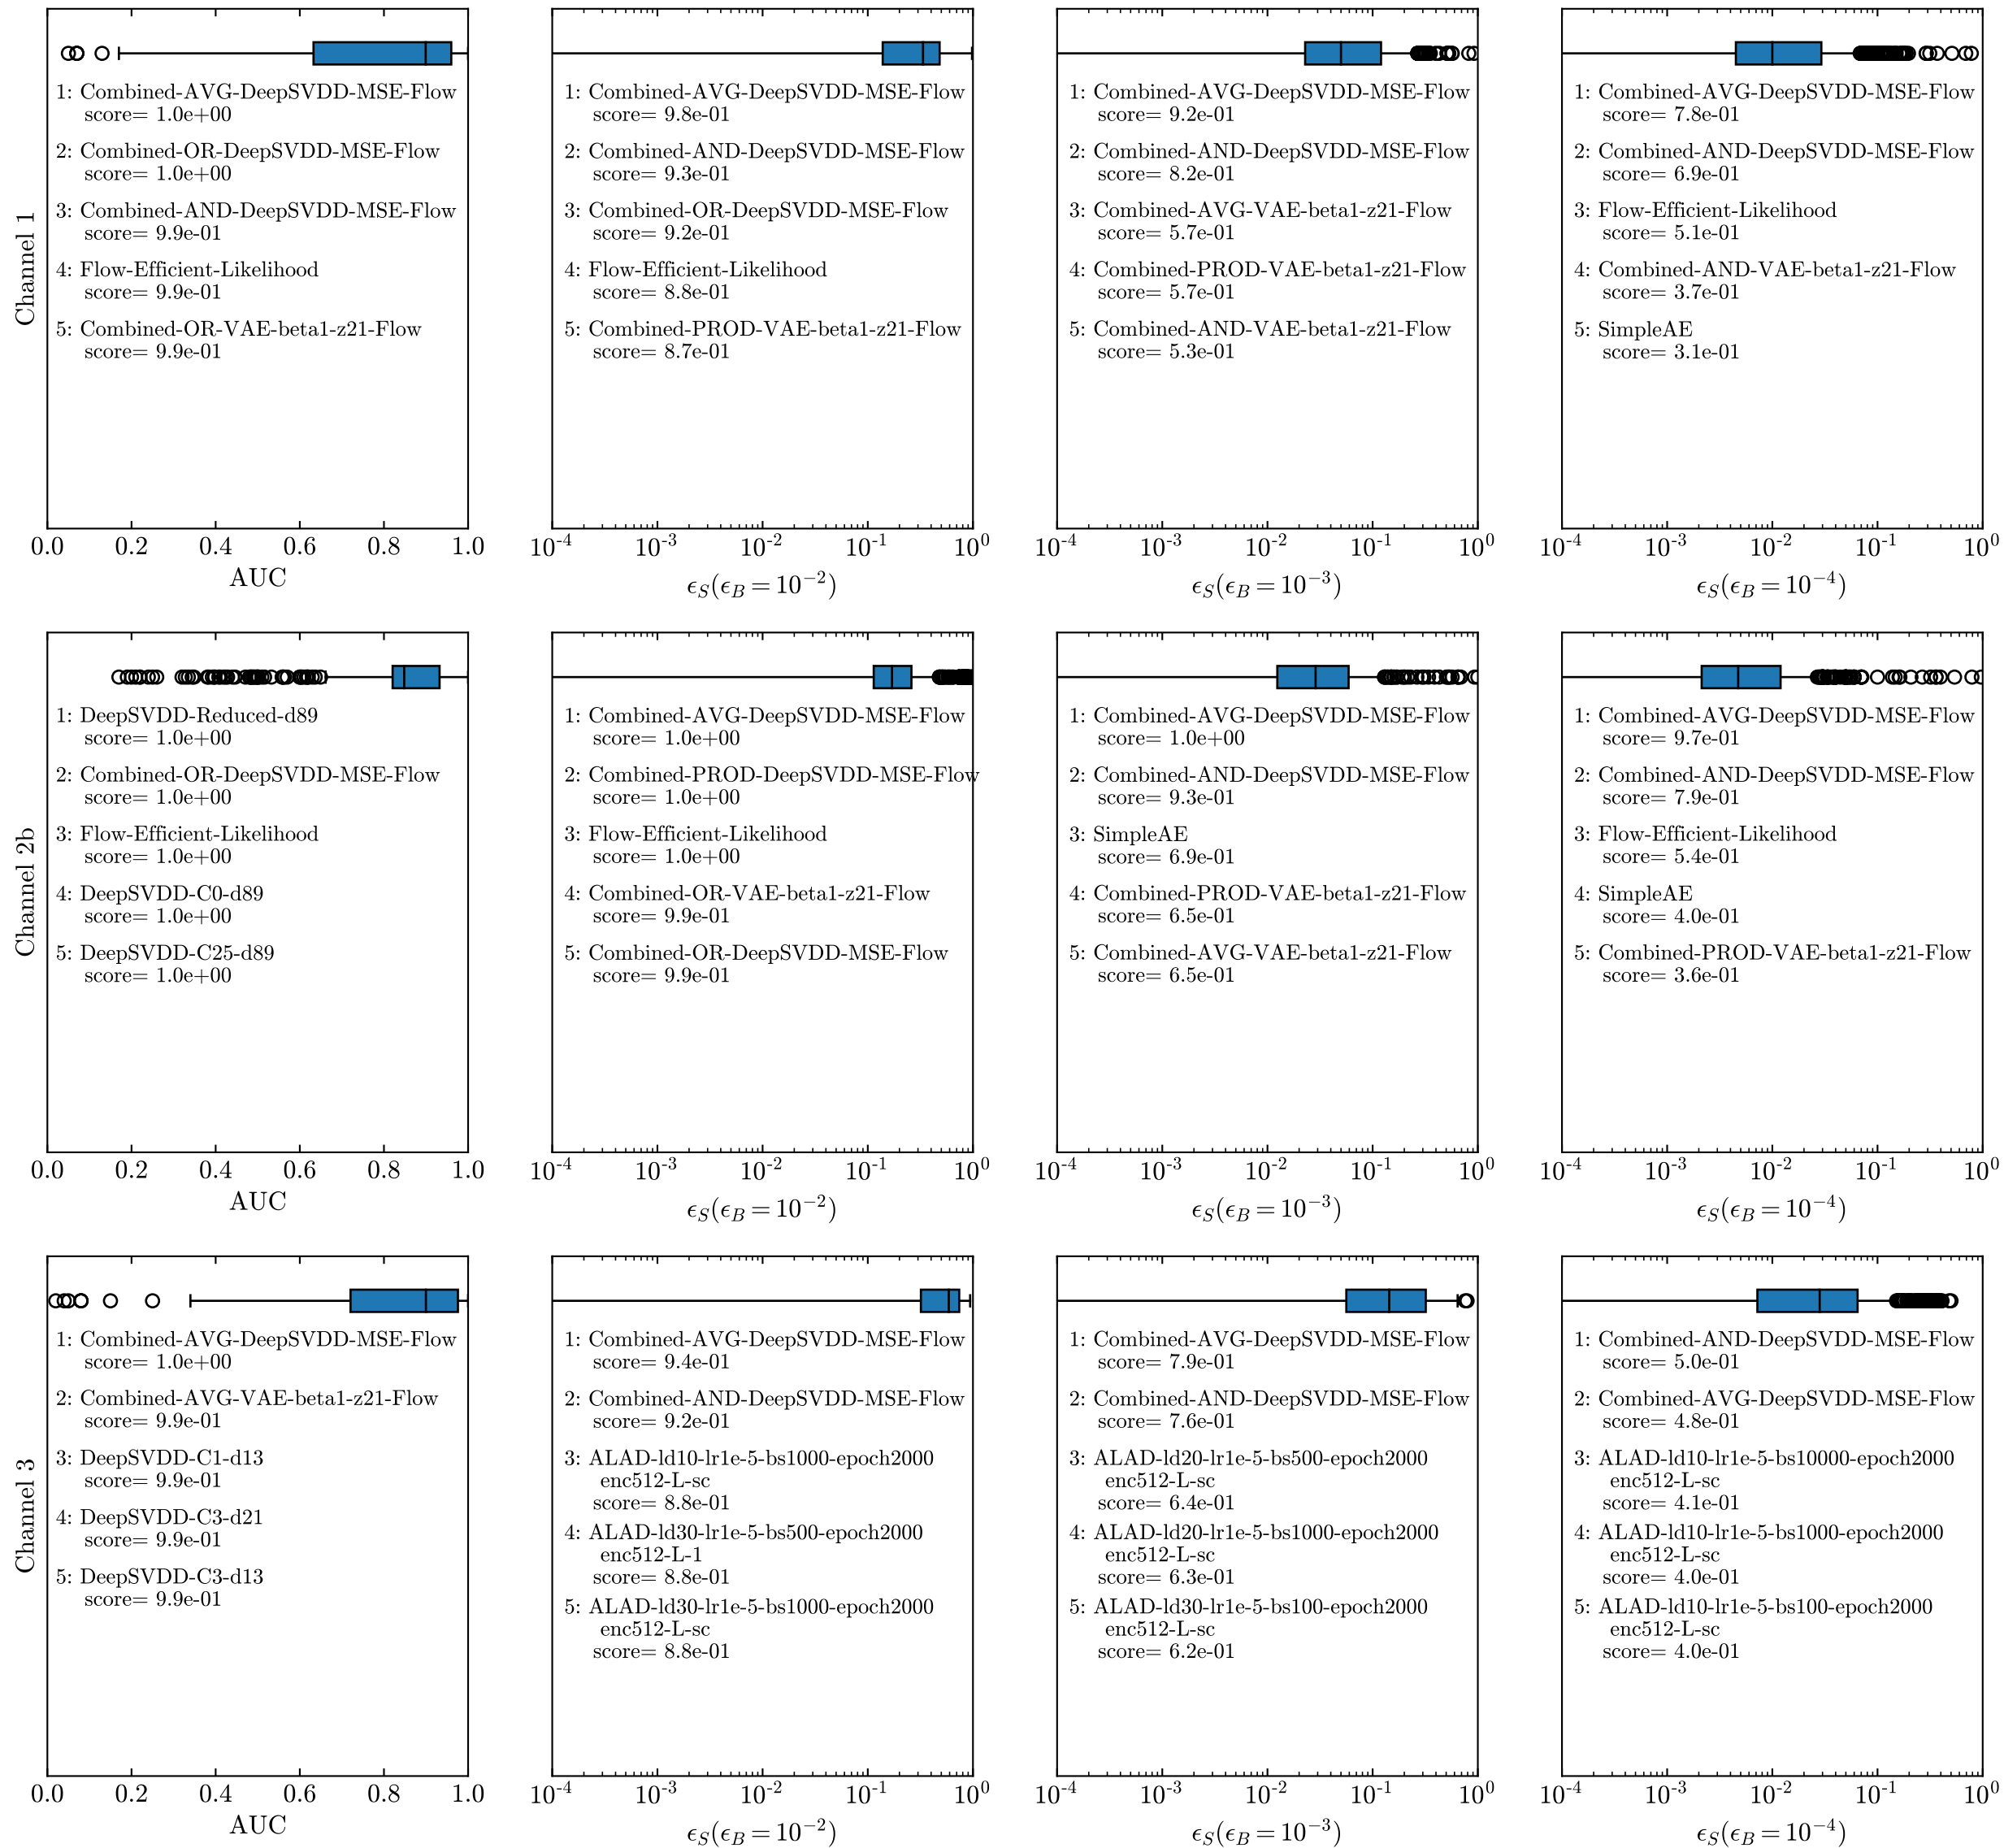 Channel 1
1: Combined-AVG-DeepSVDD-MSE-Flow
score= 1.0e+00
2: Combined-OR-DeepSVDD-MSE-Flow
score= 1.0e+00
3: Combined-AND-DeepSVDD-MSE-Flow
score= 9.9e-01
4: Flow-Efficient-Likelihood
score= 9.9e-01
5: Combined-OR-VAE-beta1-z21-Flow
score= 9.9e-01
0.0 0.2 0.4 0.6 0.8 1.0
AUC
1: Combined-AVG-DeepSVDD-MSE-Flow
score= 9.8e-01
2: Combined-AND-DeepSVDD-MSE-Flow
score= 9.3e-01
3: Combined-OR-DeepSVDD-MSE-Flow
score= 9.2e-01
4: Flow-Efficient-Likelihood
score= 8.8e-01
5: Combined-PROD-VAE-beta1-z21-Flow
score= 8.7e-01
10⁻⁴ 10⁻³ 10⁻² 10⁻¹ 10⁰
ϵ_S(ϵ_B = 10⁻²)
1: Combined-AVG-DeepSVDD-MSE-Flow
score= 9.2e-01
2: Combined-AND-DeepSVDD-MSE-Flow
score= 8.2e-01
3: Combined-AVG-VAE-beta1-z21-Flow
score= 5.7e-01
4: Combined-PROD-VAE-beta1-z21-Flow
score= 5.7e-01
5: Combined-AND-VAE-beta1-z21-Flow
score= 5.3e-01
10⁻⁴ 10⁻³ 10⁻² 10⁻¹ 10⁰
ϵ_S(ϵ_B = 10⁻³)
1: Combined-AVG-DeepSVDD-MSE-Flow
score= 7.8e-01
2: Combined-AND-DeepSVDD-MSE-Flow
score= 6.9e-01
3: Flow-Efficient-Likelihood
score= 5.1e-01
4: Combined-AND-VAE-beta1-z21-Flow
score= 3.7e-01
5: SimpleAE
score= 3.1e-01
10⁻⁴ 10⁻³ 10⁻² 10⁻¹ 10⁰
ϵ_S(ϵ_B = 10⁻⁴)
Channel 2b
1: DeepSVDD-Reduced-d89
score= 1.0e+00
2: Combined-OR-DeepSVDD-MSE-Flow
score= 1.0e+00
3: Flow-Efficient-Likelihood
score= 1.0e+00
4: DeepSVDD-C0-d89
score= 1.0e+00
5: DeepSVDD-C25-d89
score= 1.0e+00
0.0 0.2 0.4 0.6 0.8 1.0
AUC
1: Combined-AVG-DeepSVDD-MSE-Flow
score= 1.0e+00
2: Combined-PROD-DeepSVDD-MSE-Flow
score= 1.0e+00
3: Flow-Efficient-Likelihood
score= 1.0e+00
4: Combined-OR-VAE-beta1-z21-Flow
score= 9.9e-01
5: Combined-OR-DeepSVDD-MSE-Flow
score= 9.9e-01
10⁻⁴ 10⁻³ 10⁻² 10⁻¹ 10⁰
ϵ_S(ϵ_B = 10⁻²)
1: Combined-AVG-DeepSVDD-MSE-Flow
score= 1.0e+00
2: Combined-AND-DeepSVDD-MSE-Flow
score= 9.3e-01
3: SimpleAE
score= 6.9e-01
4: Combined-PROD-VAE-beta1-z21-Flow
score= 6.5e-01
5: Combined-AVG-VAE-beta1-z21-Flow
score= 6.5e-01
10⁻⁴ 10⁻³ 10⁻² 10⁻¹ 10⁰
ϵ_S(ϵ_B = 10⁻³)
1: Combined-AVG-DeepSVDD-MSE-Flow
score= 9.7e-01
2: Combined-AND-DeepSVDD-MSE-Flow
score= 7.9e-01
3: Flow-Efficient-Likelihood
score= 5.4e-01
4: SimpleAE
score= 4.0e-01
5: Combined-PROD-VAE-beta1-z21-Flow
score= 3.6e-01
10⁻⁴ 10⁻³ 10⁻² 10⁻¹ 10⁰
ϵ_S(ϵ_B = 10⁻⁴)
Channel 3
1: Combined-AVG-DeepSVDD-MSE-Flow
score= 1.0e+00
2: Combined-AVG-VAE-beta1-z21-Flow
score= 9.9e-01
3: DeepSVDD-C1-d13
score= 9.9e-01
4: DeepSVDD-C3-d21
score= 9.9e-01
5: DeepSVDD-C3-d13
score= 9.9e-01
0.0 0.2 0.4 0.6 0.8 1.0
AUC
1: Combined-AVG-DeepSVDD-MSE-Flow
score= 9.4e-01
2: Combined-AND-DeepSVDD-MSE-Flow
score= 9.2e-01
3: ALAD-ld10-lr1e-5-bs1000-epoch2000
enc512-L-sc
score= 8.8e-01
4: ALAD-ld30-lr1e-5-bs500-epoch2000
enc512-L-1
score= 8.8e-01
5: ALAD-ld30-lr1e-5-bs1000-epoch2000
enc512-L-sc
score= 8.8e-01
10⁻⁴ 10⁻³ 10⁻² 10⁻¹ 10⁰
ϵ_S(ϵ_B = 10⁻²)
1: Combined-AVG-DeepSVDD-MSE-Flow
score= 7.9e-01
2: Combined-AND-DeepSVDD-MSE-Flow
score= 7.6e-01
3: ALAD-ld20-lr1e-5-bs500-epoch2000
enc512-L-sc
score= 6.4e-01
4: ALAD-ld20-lr1e-5-bs1000-epoch2000
enc512-L-sc
score= 6.3e-01
5: ALAD-ld30-lr1e-5-bs100-epoch2000
enc512-L-sc
score= 6.2e-01
10⁻⁴ 10⁻³ 10⁻² 10⁻¹ 10⁰
ϵ_S(ϵ_B = 10⁻³)
1: Combined-AND-DeepSVDD-MSE-Flow
score= 5.0e-01
2: Combined-AVG-DeepSVDD-MSE-Flow
score= 4.8e-01
3: ALAD-ld10-lr1e-5-bs10000-epoch2000
enc512-L-sc
score= 4.1e-01
4: ALAD-ld10-lr1e-5-bs1000-epoch2000
enc512-L-sc
score= 4.0e-01
5: ALAD-ld10-lr1e-5-bs100-epoch2000
enc512-L-sc
score= 4.0e-01
10⁻⁴ 10⁻³ 10⁻² 10⁻¹ 10⁰
ϵ_S(ϵ_B = 10⁻⁴)